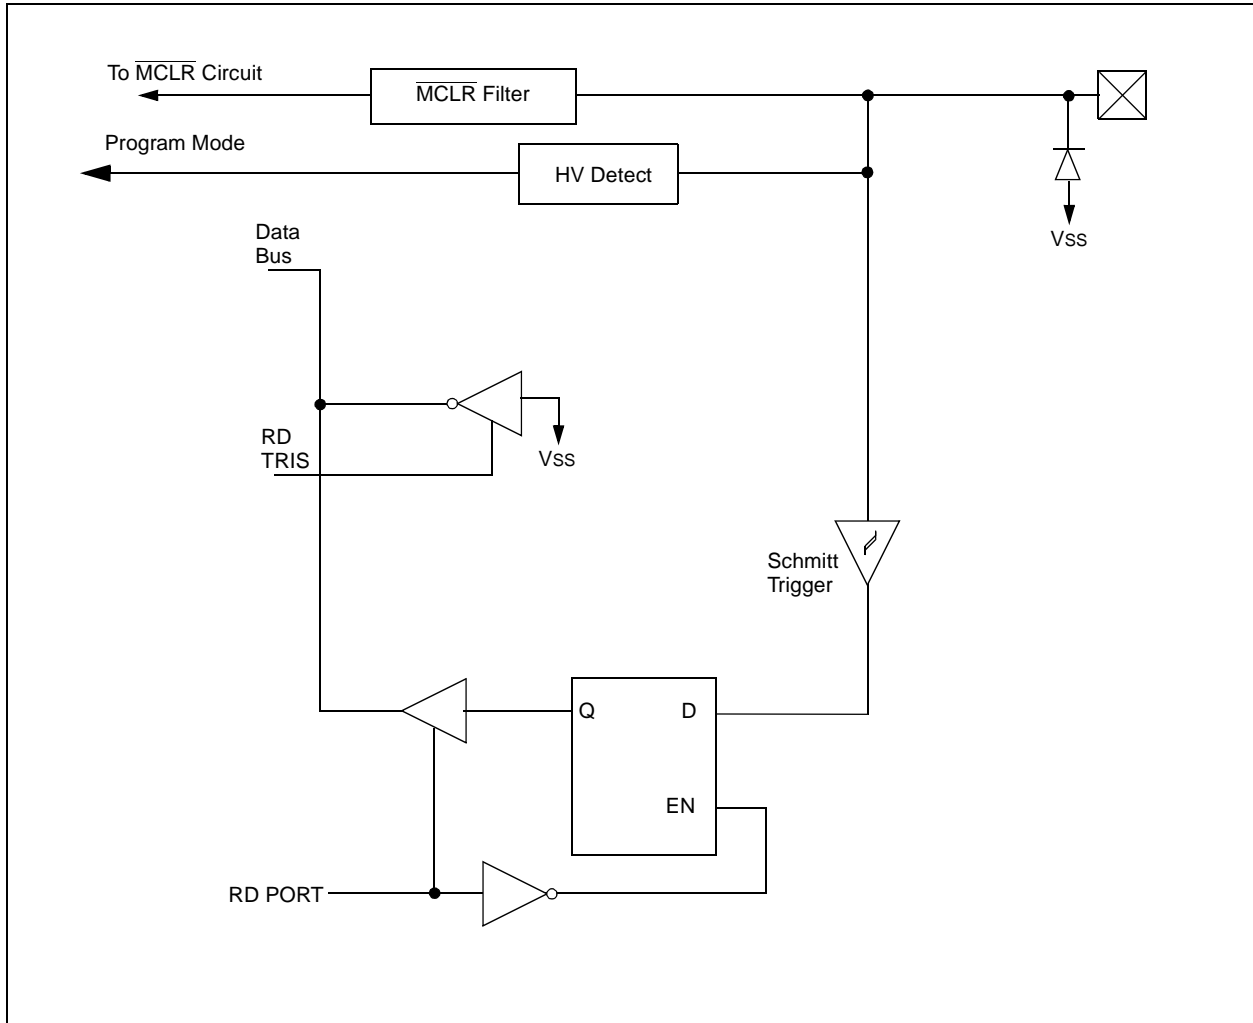 To MCLR Circuit
MCLR Filter
Program Mode
HV Detect
VSS
Data
Bus
RD
TRIS
VSS
Schmitt
Trigger
Q
D
EN
RD PORT